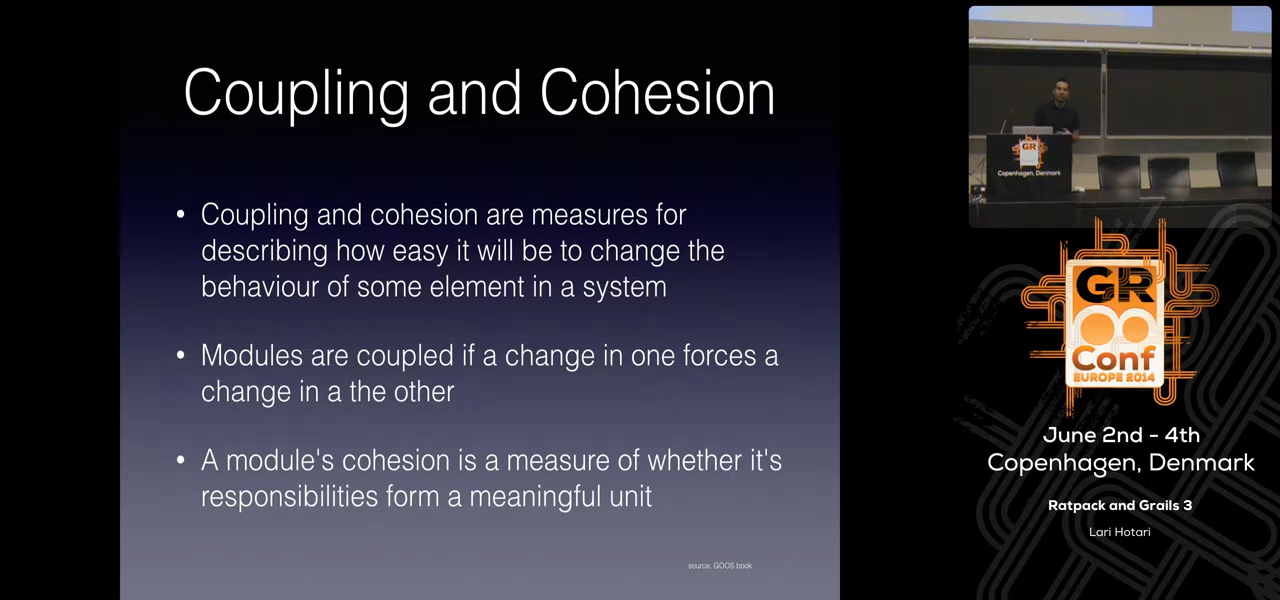 Coupling and Cohesion
• Coupling and cohesion are measures for
describing how easy it will be to change the
behaviour of some element in a system
• Modules are coupled if a change in one forces a
change in a the other
• A module's cohesion is a measure of whether it's
responsibilities form a meaningful unit
source: GOOS book
GR
Copenhagen, Denmark
GR
Conf
EUROPE 2014
June 2nd - 4th
Copenhagen, Denmark
Ratpack and Grails 3
Lari Hotari